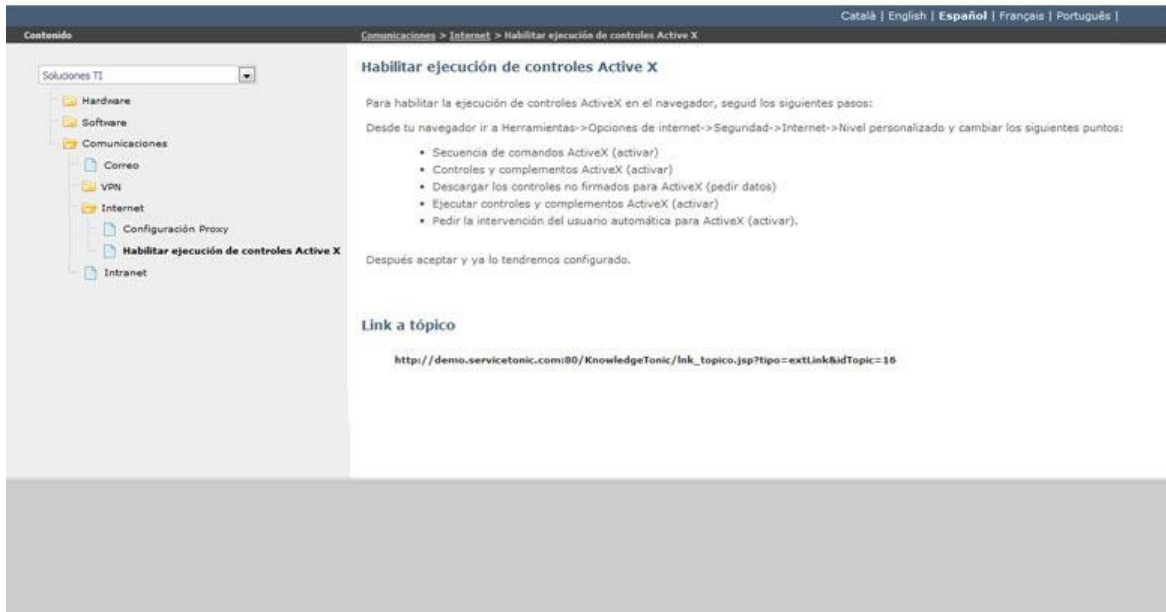 Català | English | Español | Français | Português |
Contenido
Comunicaciones > Internet > Habilitar ejecución de controles Active X
Soluciones TI
Hardware
Software
Comunicaciones
Correo
VPN
Internet
Configuración Proxy
Habilitar ejecución de controles Active X
Intranet
Habilitar ejecución de controles Active X
Para habilitar la ejecución de controles ActiveX en el navegador, seguid los siguientes pasos:
Desde tu navegador ir a Herramientas->Opciones de internet->Seguridad->Internet->Nivel personalizado y cambiar los siguientes puntos:
• Secuencia de comandos ActiveX (activar)
• Controles y complementos ActiveX (activar)
• Descargar los controles no firmados para ActiveX (pedir datos)
• Ejecutar controles y complementos ActiveX (activar)
• Pedir la intervención del usuario automática para ActiveX (activar).
Después aceptar y ya lo tendremos configurado.
Link a tópico
http://demo.servicetonic.com:80/KnowledgeTonic/lnk_topico.jsp?tipo=extLink&idTopic=16